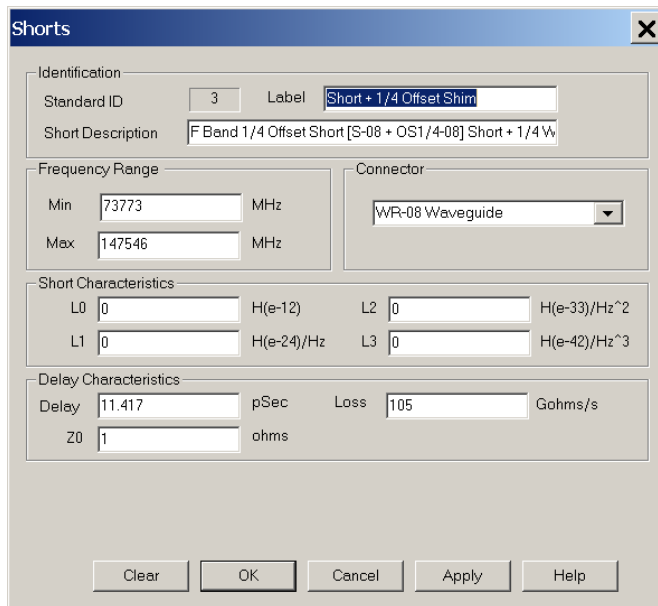 Shorts
Identification
Standard ID 3 Label Short + 1/4 Offset Shim
Short Description F Band 1/4 Offset Short [S-08 + OS1/4-08] Short + 1/4 W
Frequency Range Connector
Min 73773 MHz WR-08 Waveguide
Max 147546 MHz
Short Characteristics
L0 0 H(e-12) L2 0 H(e-33)/Hz^2
L1 0 H(e-24)/Hz L3 0 H(e-42)/Hz^3
Delay Characteristics
Delay 11.417 pSec Loss 105 Gohms/s
Z0 1 ohms
Clear OK Cancel Apply Help